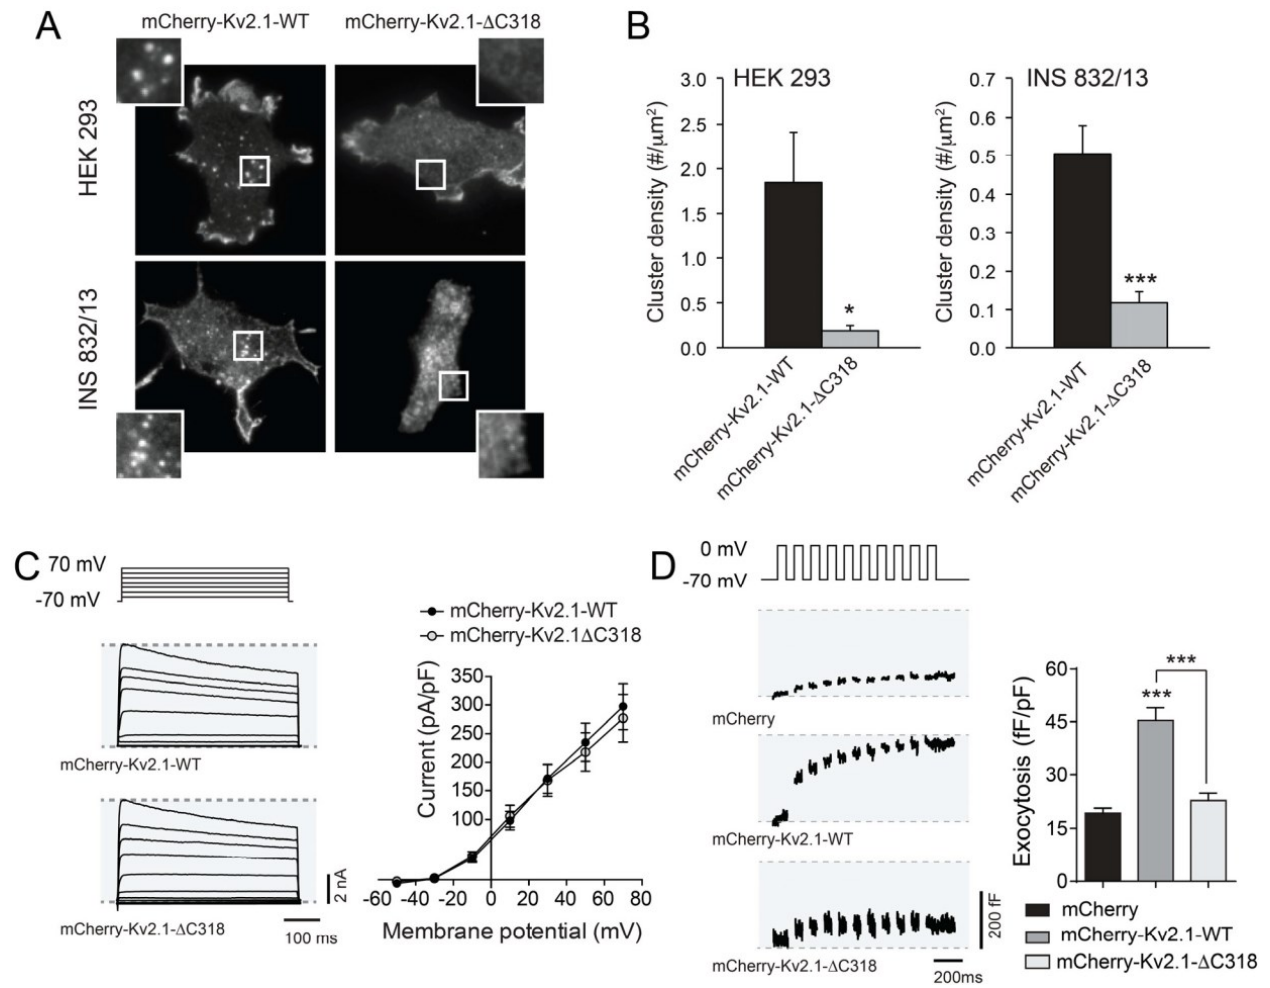 A
mCherry-Kv2.1-WT
mCherry-Kv2.1-ΔC318
HEK 293
INS 832/13
B
HEK 293
Cluster density (#/µm²)
3.0
2.5
2.0
1.5
1.0
0.5
0.0
*
mCherry-Kv2.1-WT
mCherry-Kv2.1-ΔC318
INS 832/13
Cluster density (#/µm²)
0.7
0.6
0.5
0.4
0.3
0.2
0.1
0.0
***
mCherry-Kv2.1-WT
mCherry-Kv2.1-ΔC318
C
70 mV
-70 mV
mCherry-Kv2.1-WT
mCherry-Kv2.1-ΔC318
2 nA
100 ms
mCherry-Kv2.1-WT
mCherry-Kv2.1ΔC318
Current (pA/pF)
350
300
250
200
150
100
-60 -40 -20 0 20 40 60 80
Membrane potential (mV)
D
0 mV
-70 mV
mCherry
mCherry-Kv2.1-WT
mCherry-Kv2.1-ΔC318
200 fF
200ms
Exocytosis (fF/pF)
60
45
30
15
0
***
***
mCherry
mCherry-Kv2.1-WT
mCherry-Kv2.1-ΔC318